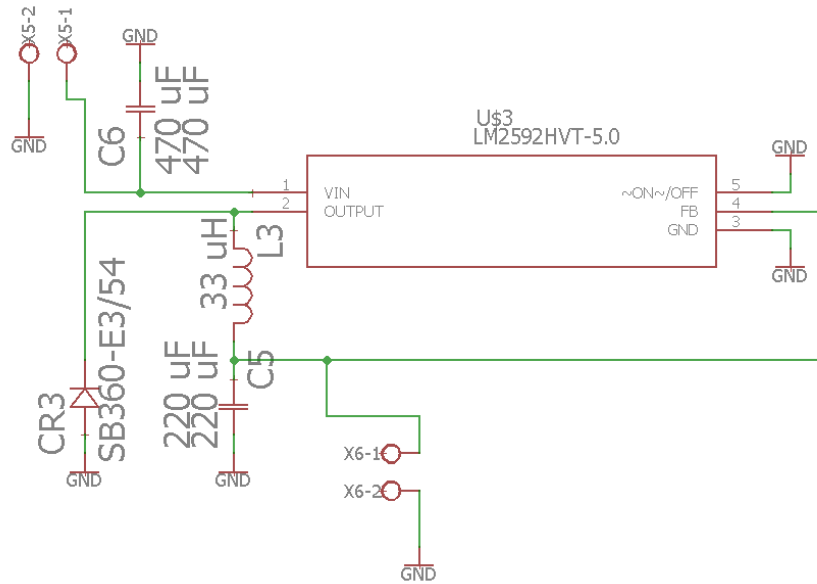 X5-2
X5-1
GND
GND
C6
470 uF
470 uF
U$3
LM2592HVT-5.0
1
VIN
2
OUTPUT
~ON~/OFF
5
FB
4
GND
3
GND
GND
33 uH
L3
CR3
SB360-E3/54
GND
220 uF
220 uF
C5
GND
X6-1
X6-2
GND